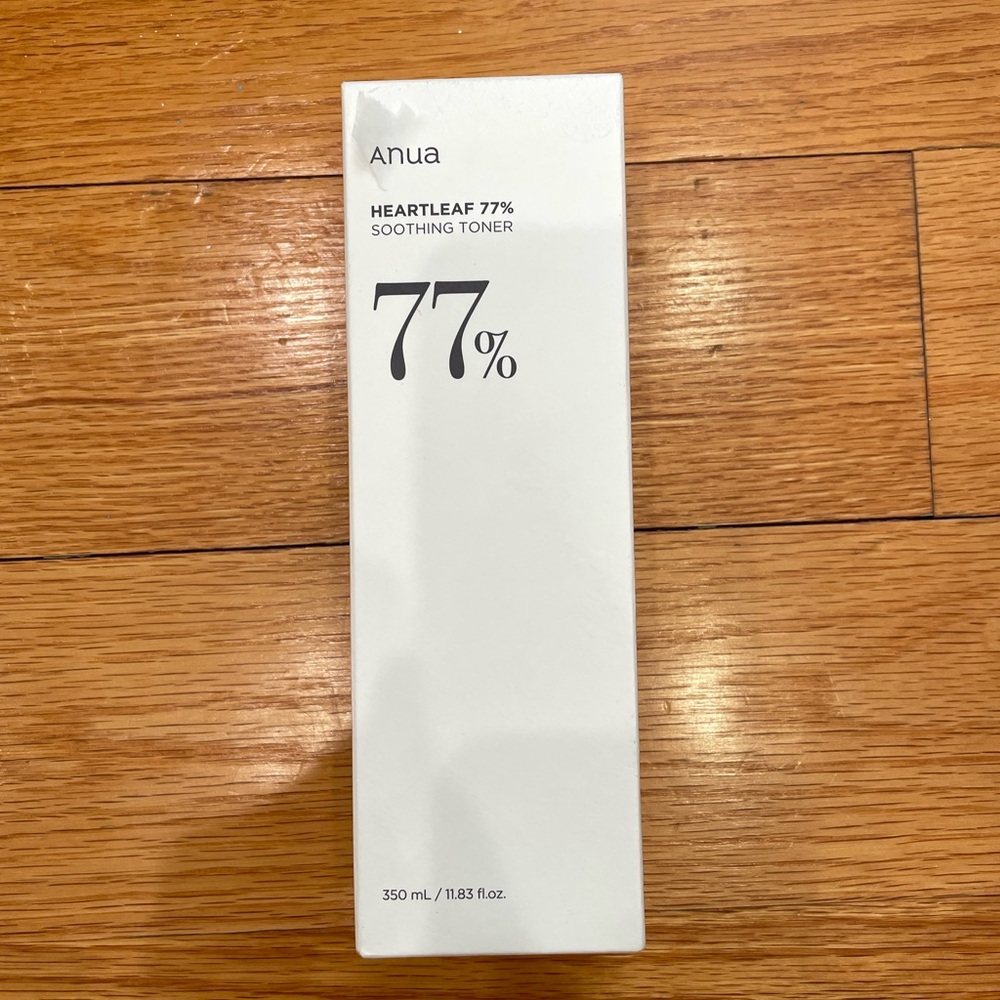 Anua
HEARTLEAF 77%
SOOTHING TONER
77%
350 mL / 11.83 fl.oz.